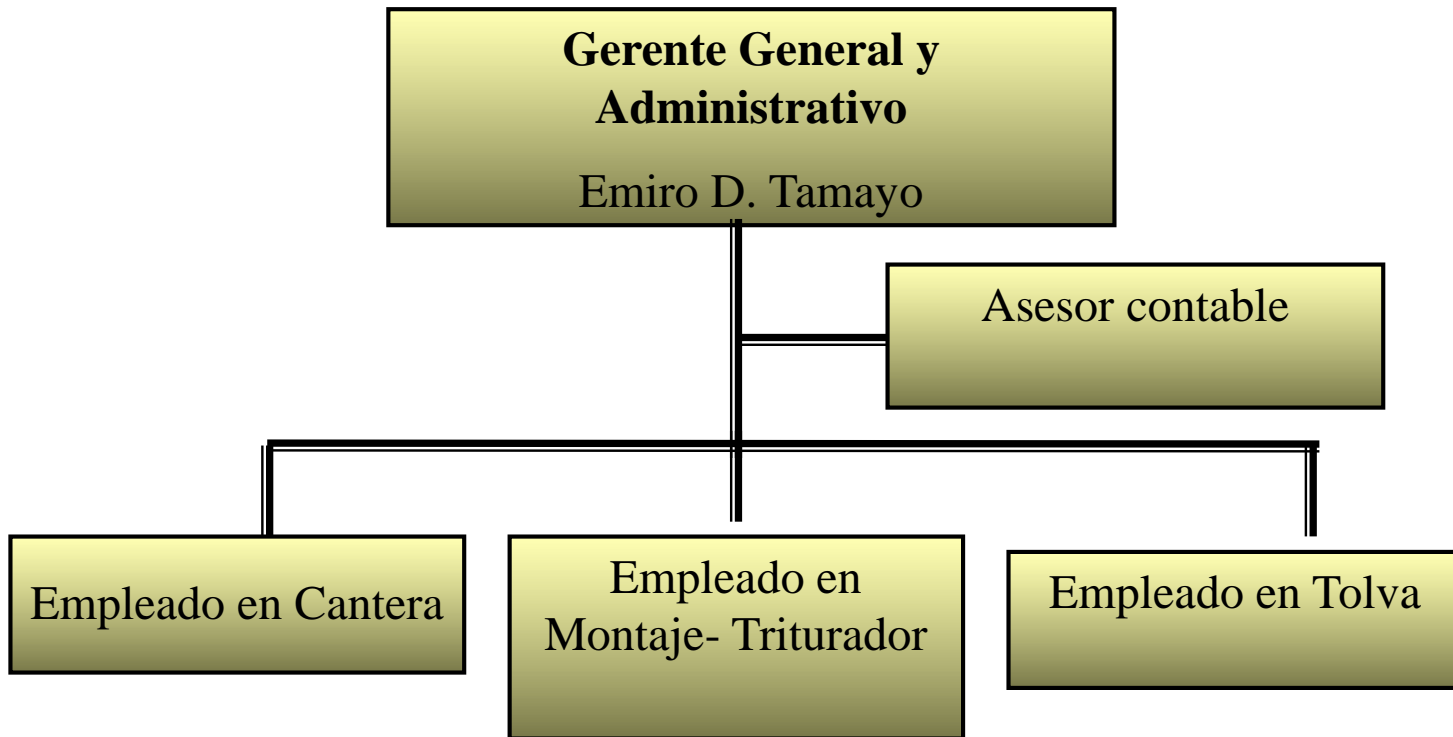 Gerente General y
Administrativo
Emiro D. Tamayo
Asesor contable
Empleado en Cantera
Empleado en
Montaje- Triturador
Empleado en Tolva